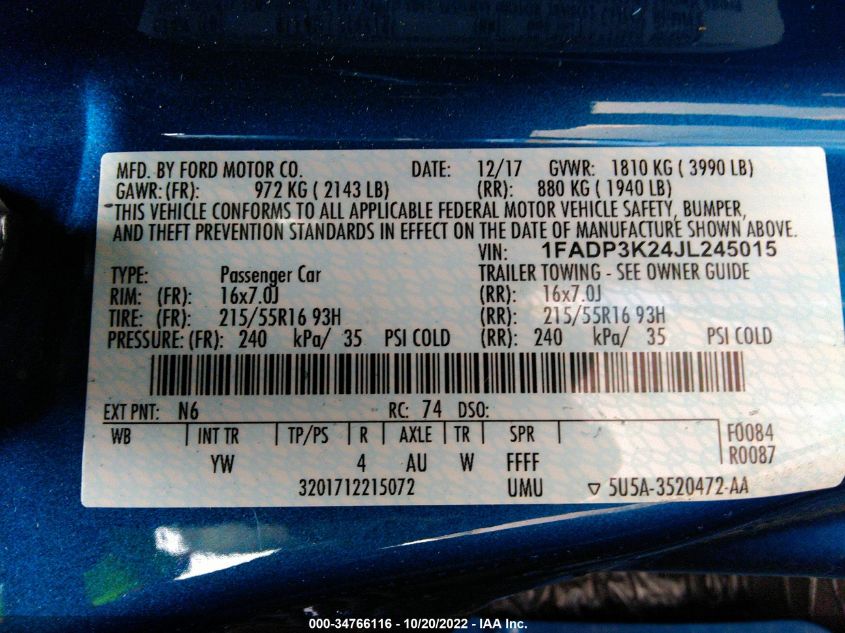 MFD. BY FORD MOTOR CO. DATE: 12/17 GVWR: 1810 KG ( 3990 LB)
GAWR:(FR): 972 KG ( 2143 LB) (RR): 880 KG ( 1940 LB)
THIS VEHICLE CONFORMS TO ALL APPLICABLE FEDERAL MOTOR VEHICLE SAFETY, BUMPER,
AND THEFT PREVENTION STANDARDS IN EFFECT ON THE DATE OF MANUFACTURE SHOWN ABOVE.
VIN: 1FADP3K24JL245015
TYPE: Passenger Car TRAILER TOWING - SEE OWNER GUIDE
RIM: (FR): 16x7.0J (RR): 16x7.0J
TIRE: (FR): 215/55R16 93H (RR): 215/55R16 93H
PRESSURE: (FR): 240 kPa/ 35 PSI COLD (RR): 240 kPa/ 35 PSI COLD
EXT PNT: N6 RC: 74 DSO:
WB INT TR TP/PS R AXLE TR SPR F0084
YW 4 AU W FFFF R0087
3201712215072 UMU ▽ 5U5A-3520472-AA
000-34766116 - 10/20/2022 - IAA Inc.